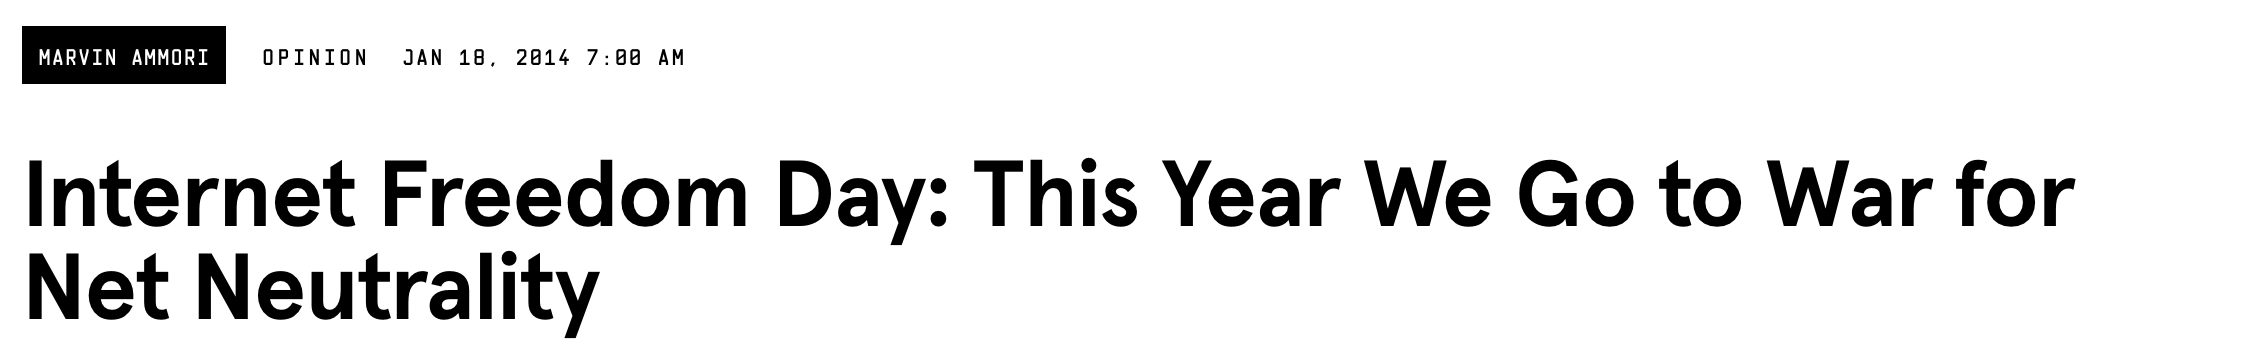 MARVIN AMMORI OPINION JAN 18, 2014 7:00 AM
Internet Freedom Day: This Year We Go to War for
Net Neutrality